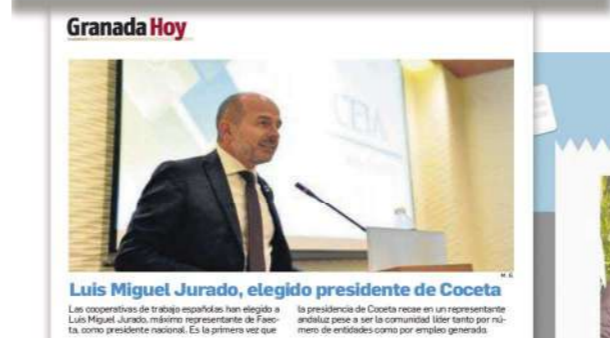 Granada Hoy
M. G.
Luis Miguel Jurado, elegido presidente de Coceta
Las cooperativas de trabajo españolas han elegido a
Luis Miguel Jurado, máximo representante de Faec-
ta, como presidente nacional. Es la primera vez que
la presidencia de Coceta recae en un representante
andaluz pese a ser la comunidad líder tanto por nú-
mero de entidades como por empleo generado.